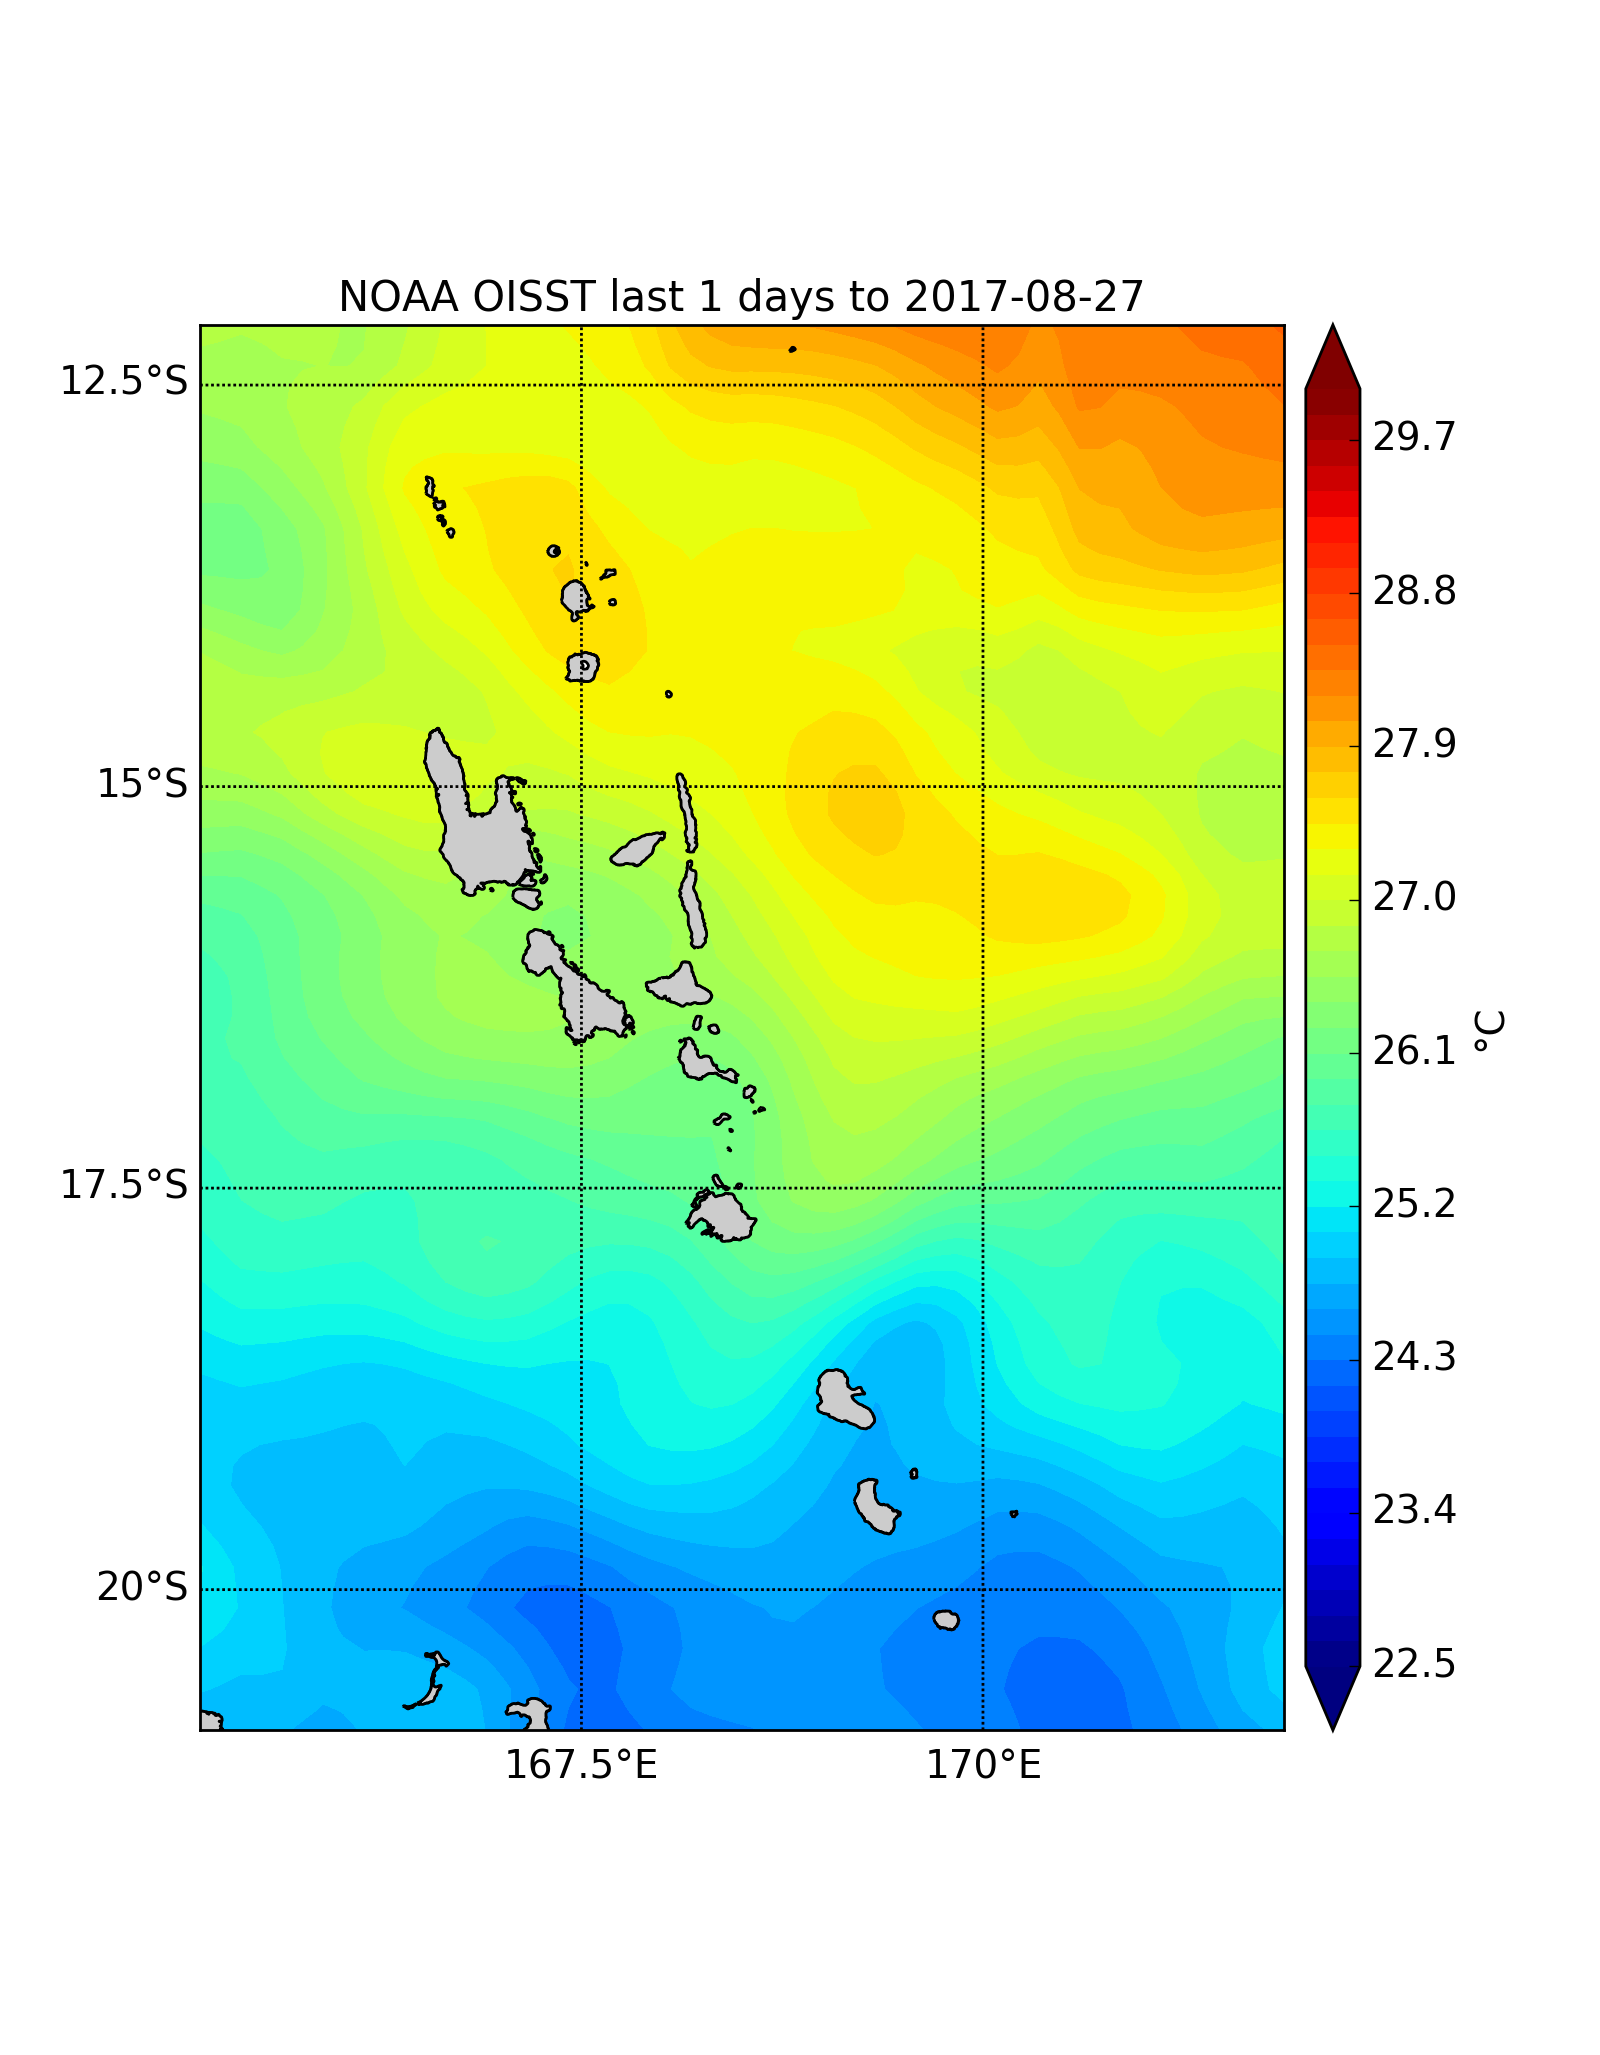 NOAA OISST last 1 days to 2017-08-27
12.5°S
15°S
17.5°S
20°S
167.5°E
170°E
29.7
28.8
27.9
27.0
26.1
25.2
24.3
23.4
22.5
°C